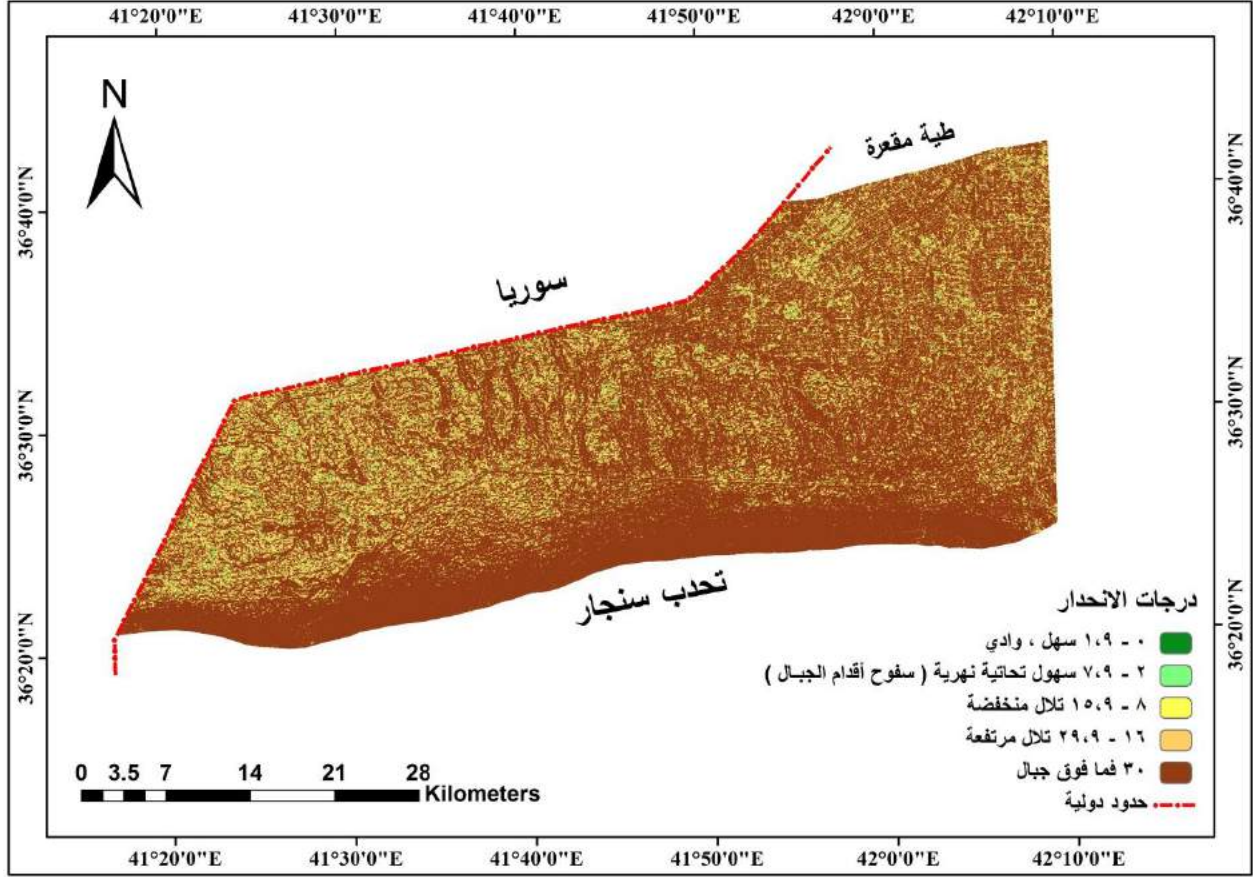 41°20'0"E 41°30'0"E 41°40'0"E 41°50'0"E 42°0'0"E 42°10'0"E
N
طية مقعرة
36°40'0"N
36°40'0"N
سوريا
36°30'0"N
36°30'0"N
تحدب سنجار
36°20'0"N
36°20'0"N
درجات الانحدار
٠ - ١،٩ سهل ، وادي
٢ - ٧،٩ سهول تحاتية نهرية ( سفوح أقدام الجبال )
٨ - ١٥،٩ تلال منخفضة
١٦ - ٢٩،٩ تلال مرتفعة
٣٠ فما فوق جبال
حدود دولية
0 3.5 7 14 21 28
Kilometers
41°20'0"E 41°30'0"E 41°40'0"E 41°50'0"E 42°0'0"E 42°10'0"E